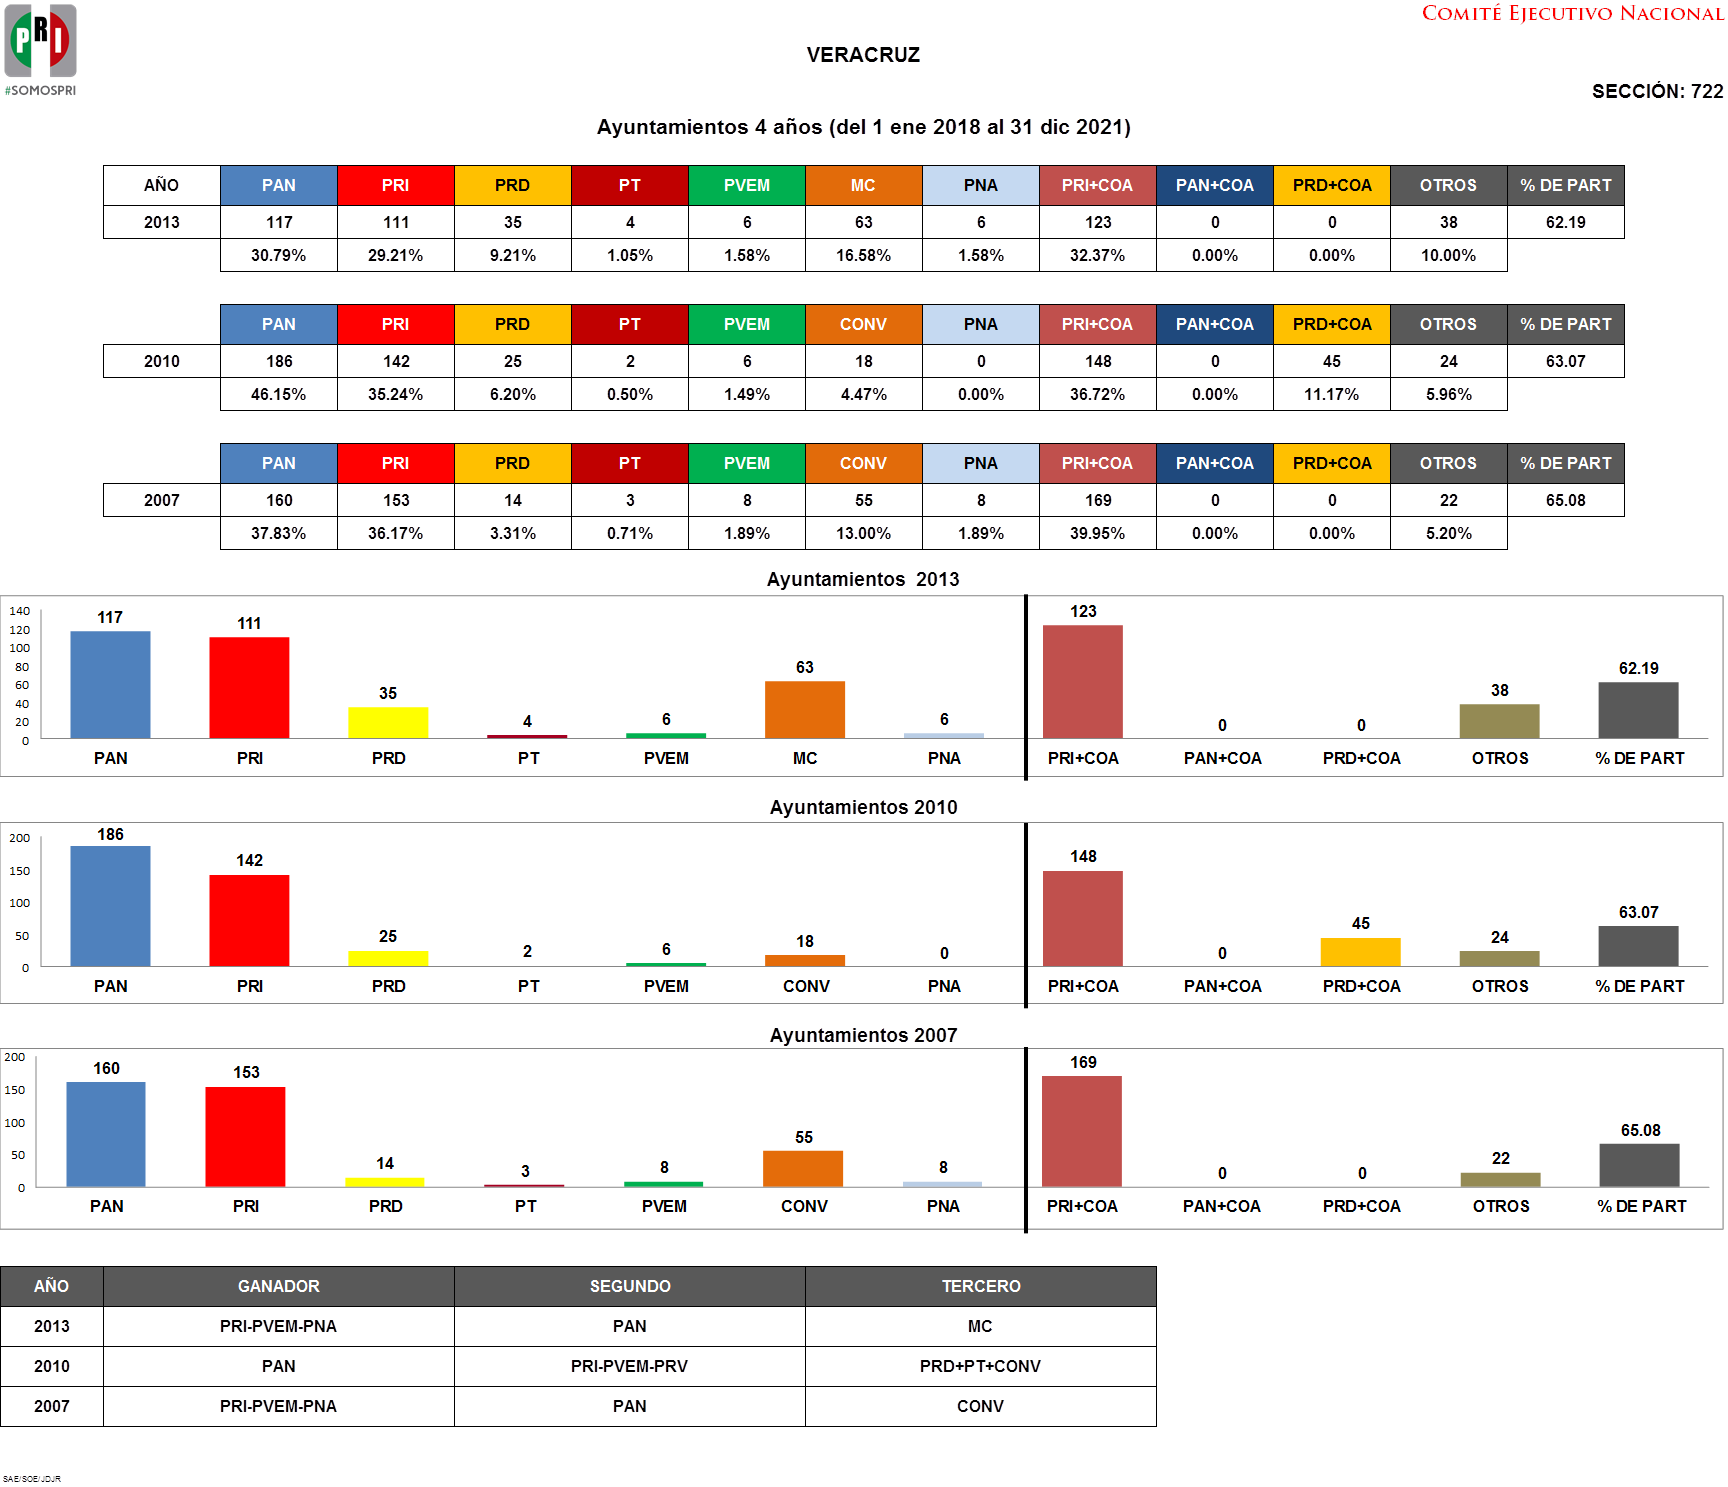 COMITÉ EJECUTIVO NACIONAL
PRI
#SOMOSPRI
VERACRUZ
SECCIÓN: 722
Ayuntamientos 4 años (del 1 ene 2018 al 31 dic 2021)
AÑO PAN PRI PRD PT PVEM MC PNA PRI+COA PAN+COA PRD+COA OTROS % DE PART
2013 117 111 35 4 6 63 6 123 0 0 38 62.19
30.79% 29.21% 9.21% 1.05% 1.58% 16.58% 1.58% 32.37% 0.00% 0.00% 10.00%
PAN PRI PRD PT PVEM CONV PNA PRI+COA PAN+COA PRD+COA OTROS % DE PART
2010 186 142 25 2 6 18 0 148 0 45 24 63.07
46.15% 35.24% 6.20% 0.50% 1.49% 4.47% 0.00% 36.72% 0.00% 11.17% 5.96%
PAN PRI PRD PT PVEM CONV PNA PRI+COA PAN+COA PRD+COA OTROS % DE PART
2007 160 153 14 3 8 55 8 169 0 0 22 65.08
37.83% 36.17% 3.31% 0.71% 1.89% 13.00% 1.89% 39.95% 0.00% 0.00% 5.20%
Ayuntamientos 2013
140
120
100
80
60
40
20
0
117 111 35 4 6 63 6 123 0 0 38 62.19
PAN PRI PRD PT PVEM MC PNA PRI+COA PAN+COA PRD+COA OTROS % DE PART
Ayuntamientos 2010
200
150
100
50
0
186 142 25 2 6 18 0 148 0 45 24 63.07
PAN PRI PRD PT PVEM CONV PNA PRI+COA PAN+COA PRD+COA OTROS % DE PART
Ayuntamientos 2007
200
150
100
50
0
160 153 14 3 8 55 8 169 0 0 22 65.08
PAN PRI PRD PT PVEM CONV PNA PRI+COA PAN+COA PRD+COA OTROS % DE PART
AÑO GANADOR SEGUNDO TERCERO
2013 PRI-PVEM-PNA PAN MC
2010 PAN PRI-PVEM-PRV PRD+PT+CONV
2007 PRI-PVEM-PNA PAN CONV
SAE/SOE/JDJR